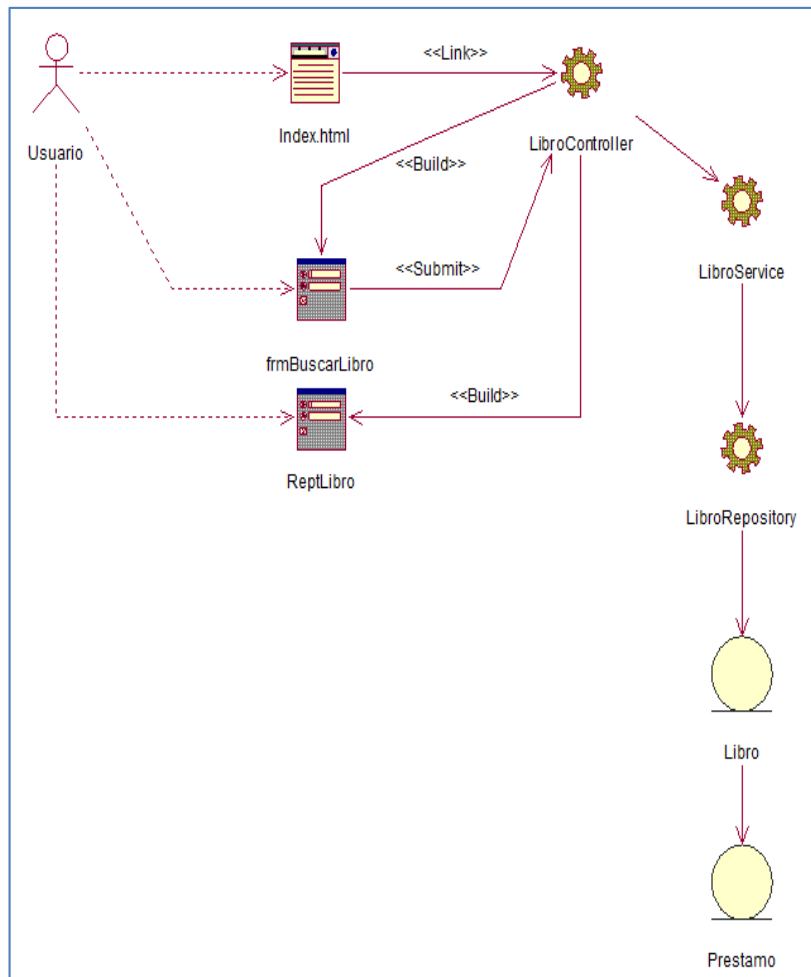 <<Link>>
Index.html
LibroController
Usuario
<<Build>>
<<Submit>>
LibroService
frmBuscarLibro
<<Build>>
ReptLibro
LibroRepository
Libro
Prestamo